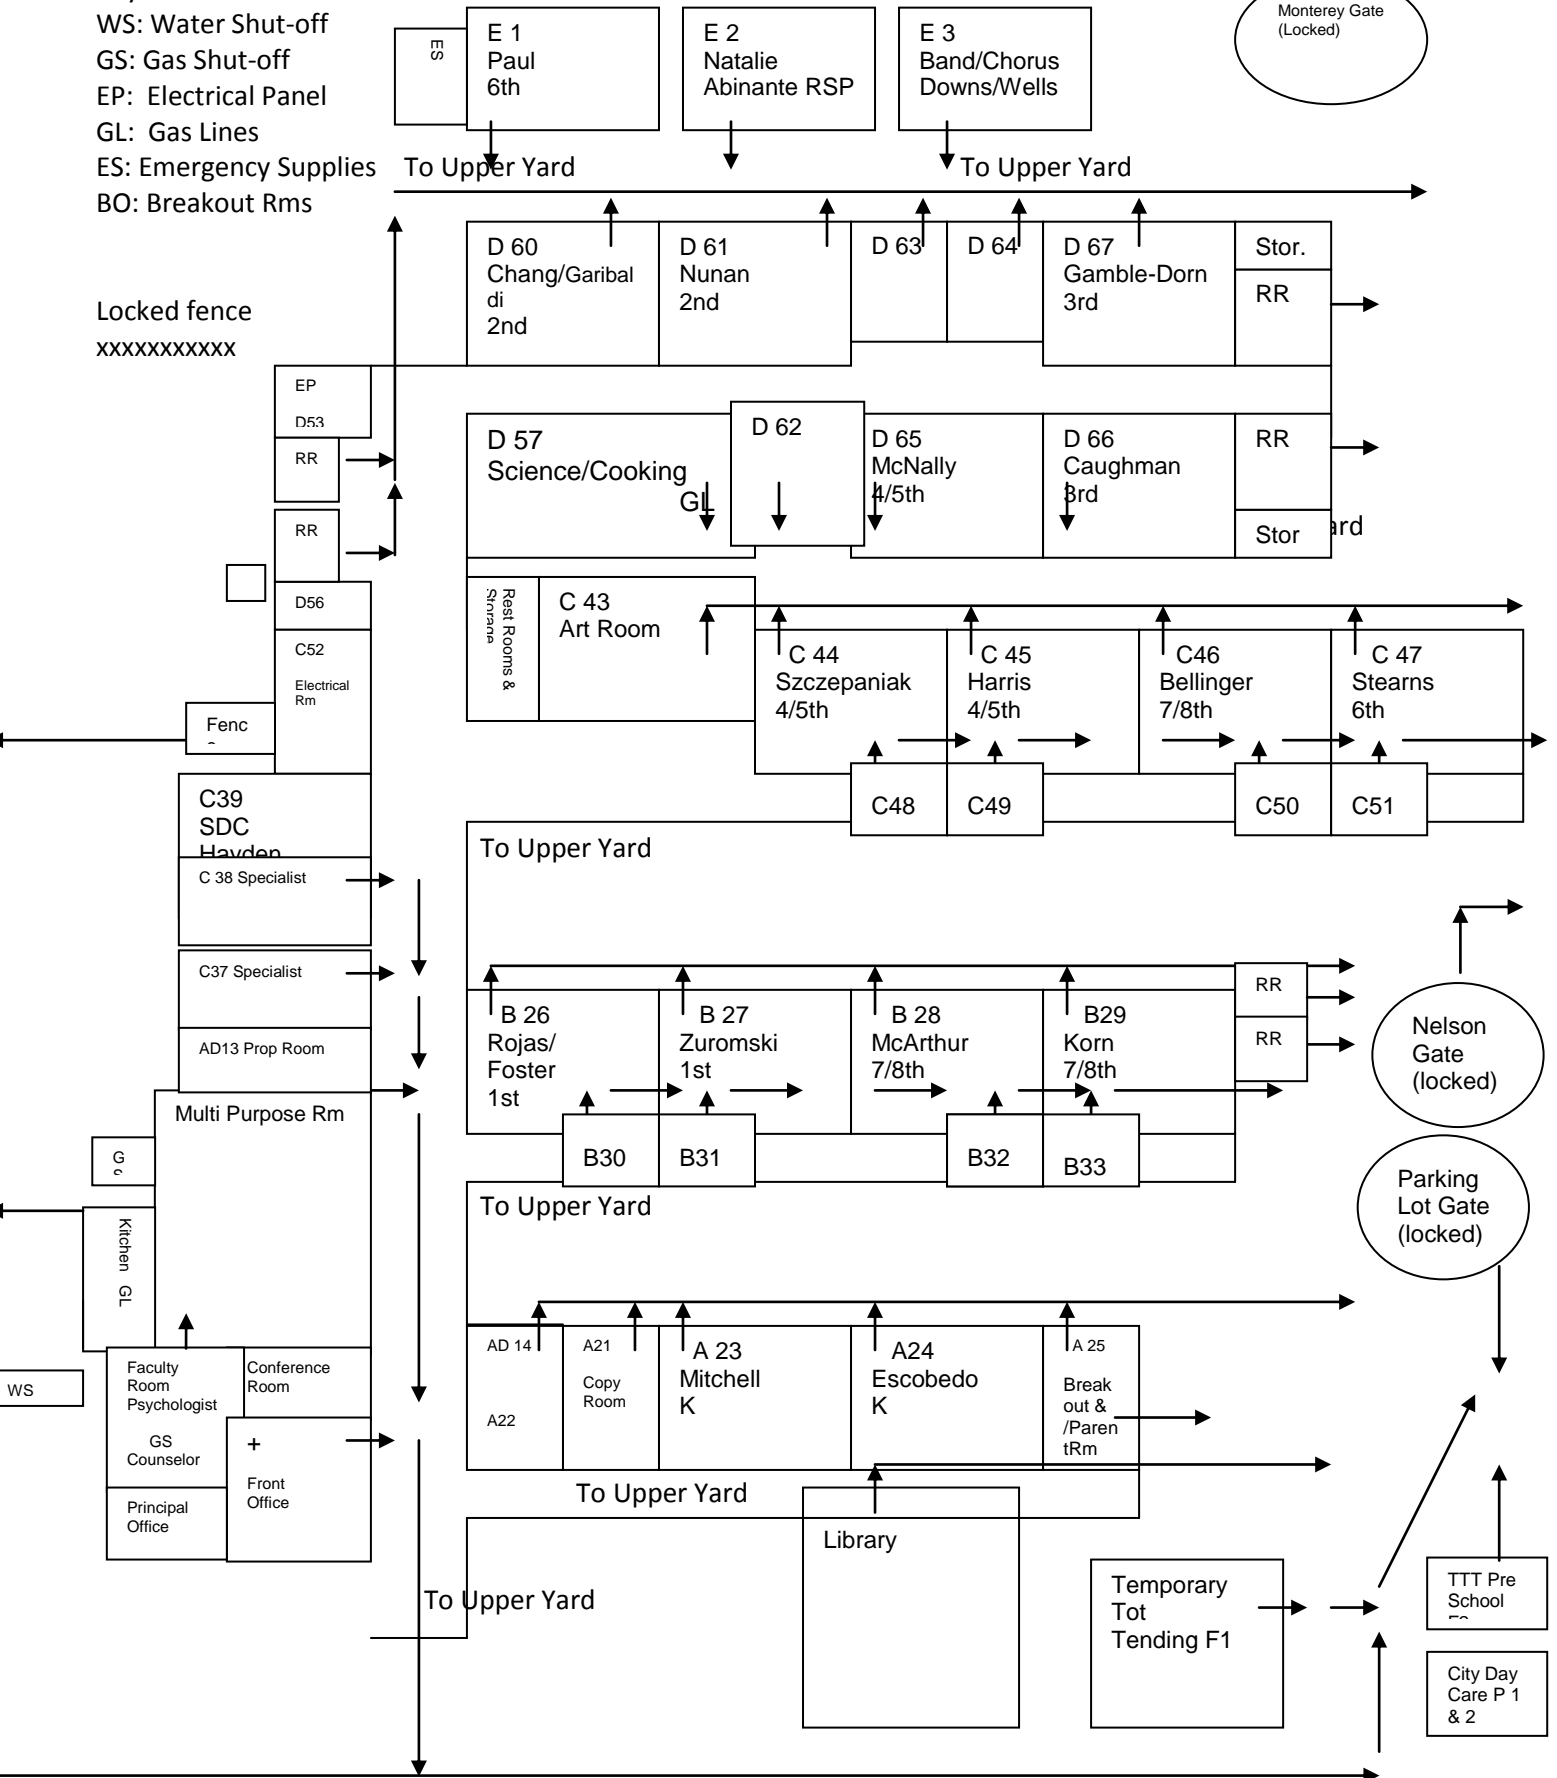 WS: Water Shut-off
GS: Gas Shut-off
EP:  Electrical Panel
GL:  Gas Lines
ES: Emergency Supplies
BO: Breakout Rms
Locked fence
xxxxxxxxxxx
ES
E 1
Paul
6th
E 2
Natalie
Abinante RSP
E 3
Band/Chorus
Downs/Wells
Monterey Gate
(Locked)
To Upper Yard
To Upper Yard
D 60
Chang/Garibal
di
2nd
D 61
Nunan
2nd
D 63
D 64
D 67
Gamble-Dorn
3rd
Stor.
RR
EP
D53
RR
RR
D56
C52
Electrical
Rm
D 57
Science/Cooking
GL
D 62
D 65
McNally
4/5th
D 66
Caughman
3rd
RR
Stor
ard
Rest Rooms &
Storage
C 43
Art Room
C 44
Szczepaniak
4/5th
C 45
Harris
4/5th
C46
Bellinger
7/8th
C 47
Stearns
6th
C48
C49
C50
C51
Fenc
C39
SDC
Hayden
C 38 Specialist
C37 Specialist
AD13 Prop Room
Multi Purpose Rm
To Upper Yard
B 26
Rojas/
Foster
1st
B 27
Zuromski
1st
B 28
McArthur
7/8th
B29
Korn
7/8th
RR
RR
B30
B31
B32
B33
Nelson
Gate
(locked)
Parking
Lot Gate
(locked)
To Upper Yard
G
S
Kitchen  GL
WS
Faculty
Room
Psychologist
GS
Counselor
Conference
Room
+
Front
Office
Principal
Office
AD 14
A22
A21
Copy
Room
A 23
Mitchell
K
A24
Escobedo
K
A 25
Break
out &
/Paren
tRm
To Upper Yard
Library
To Upper Yard
Temporary
Tot
Tending F1
TTT Pre
School
City Day
Care P 1
& 2